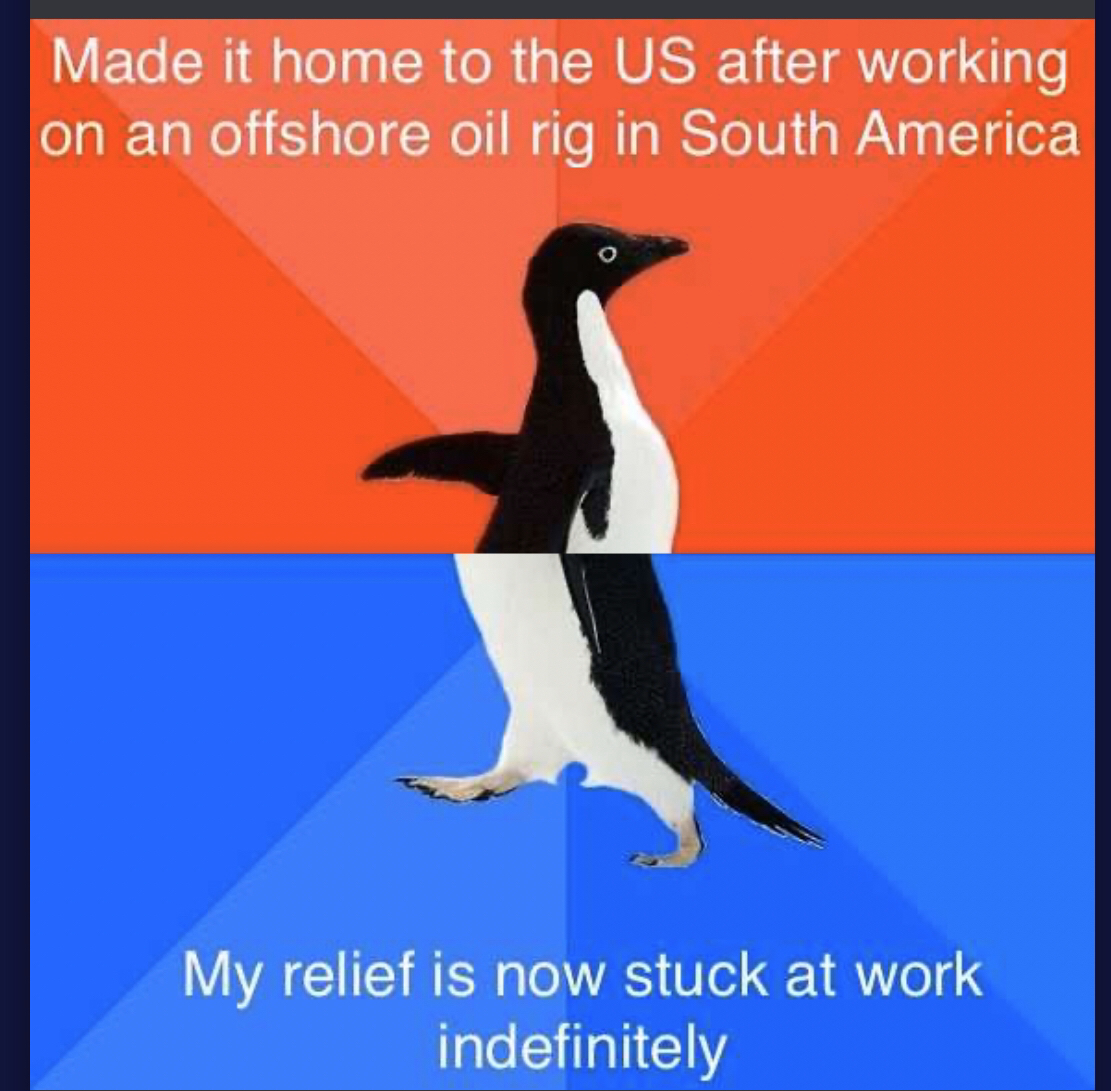 Made it home to the US after working
on an offshore oil rig in South America
My relief is now stuck at work
indefinitely